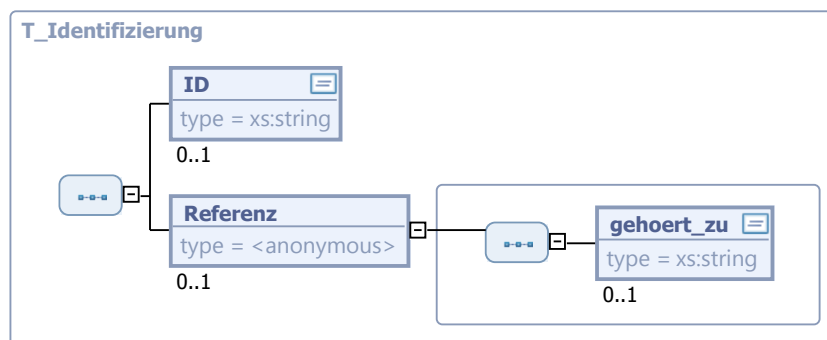 T_Identifizierung
ID
type = xs:string
0..1
Referenz
type = <anonymous>
0..1
gehoert_zu
type = xs:string
0..1